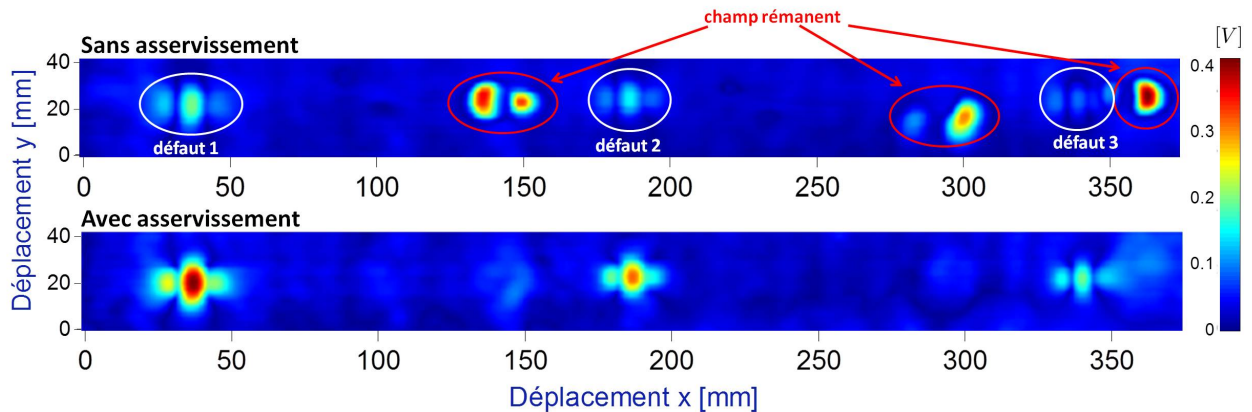 champ rémanent
[V]
Sans asservissement
40
20
0
défaut 1
défaut 2
défaut 3
0 50 100 150 200 250 300 350
Avec asservissement
40
20
0
0 50 100 150 200 250 300 350
Déplacement y [mm]
Déplacement x [mm]
0.4
0.3
0.2
0.1
0